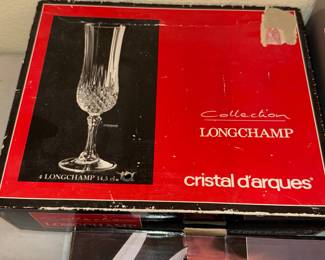 Collection
LONGCHAMP
4 LONGCHAMP 14,5 cl
cristal d'arques®